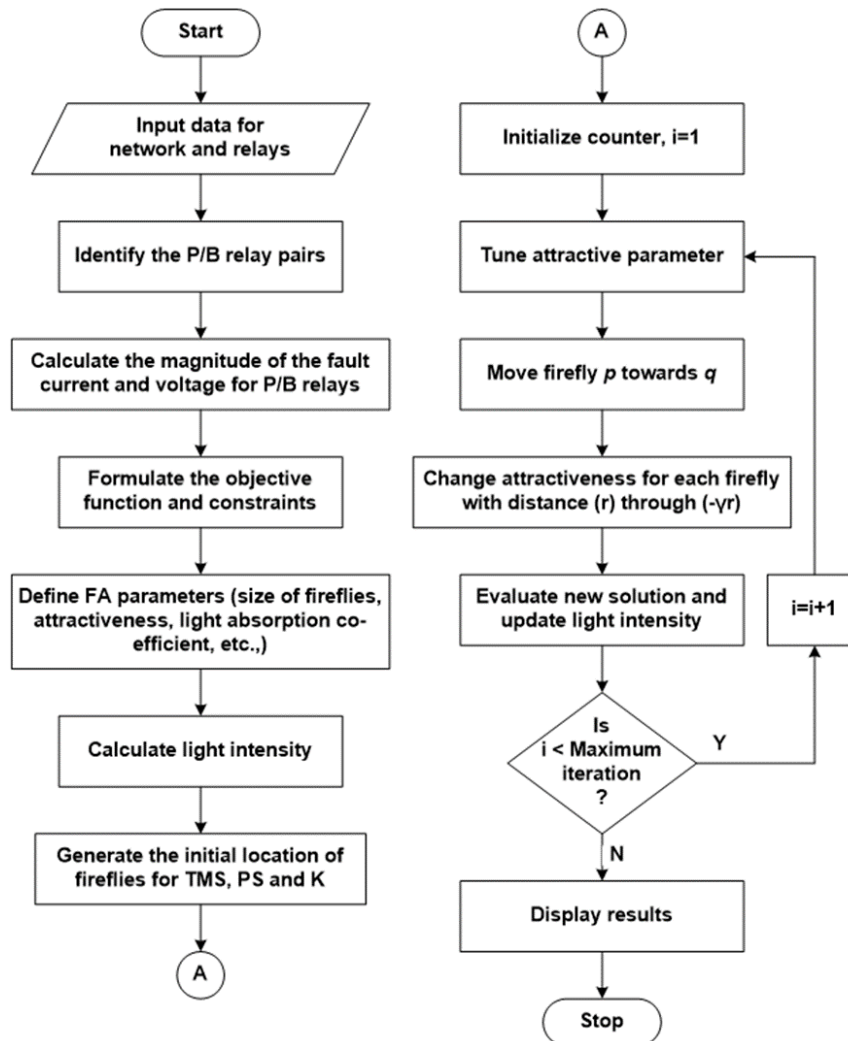 Start
Input data for
network and relays
Identify the P/B relay pairs
Calculate the magnitude of the fault
current and voltage for P/B relays
Formulate the objective
function and constraints
Define FA parameters (size of fireflies,
attractiveness, light absorption co-
efficient, etc.,)
Calculate light intensity
Generate the initial location of
fireflies for TMS, PS and K
A
A
Initialize counter, i=1
Tune attractive parameter
Move firefly p towards q
Change attractiveness for each firefly
with distance (r) through (-γr)
Evaluate new solution and
update light intensity
i=i+1
Is
i < Maximum
iteration
?
Y
N
Display results
Stop